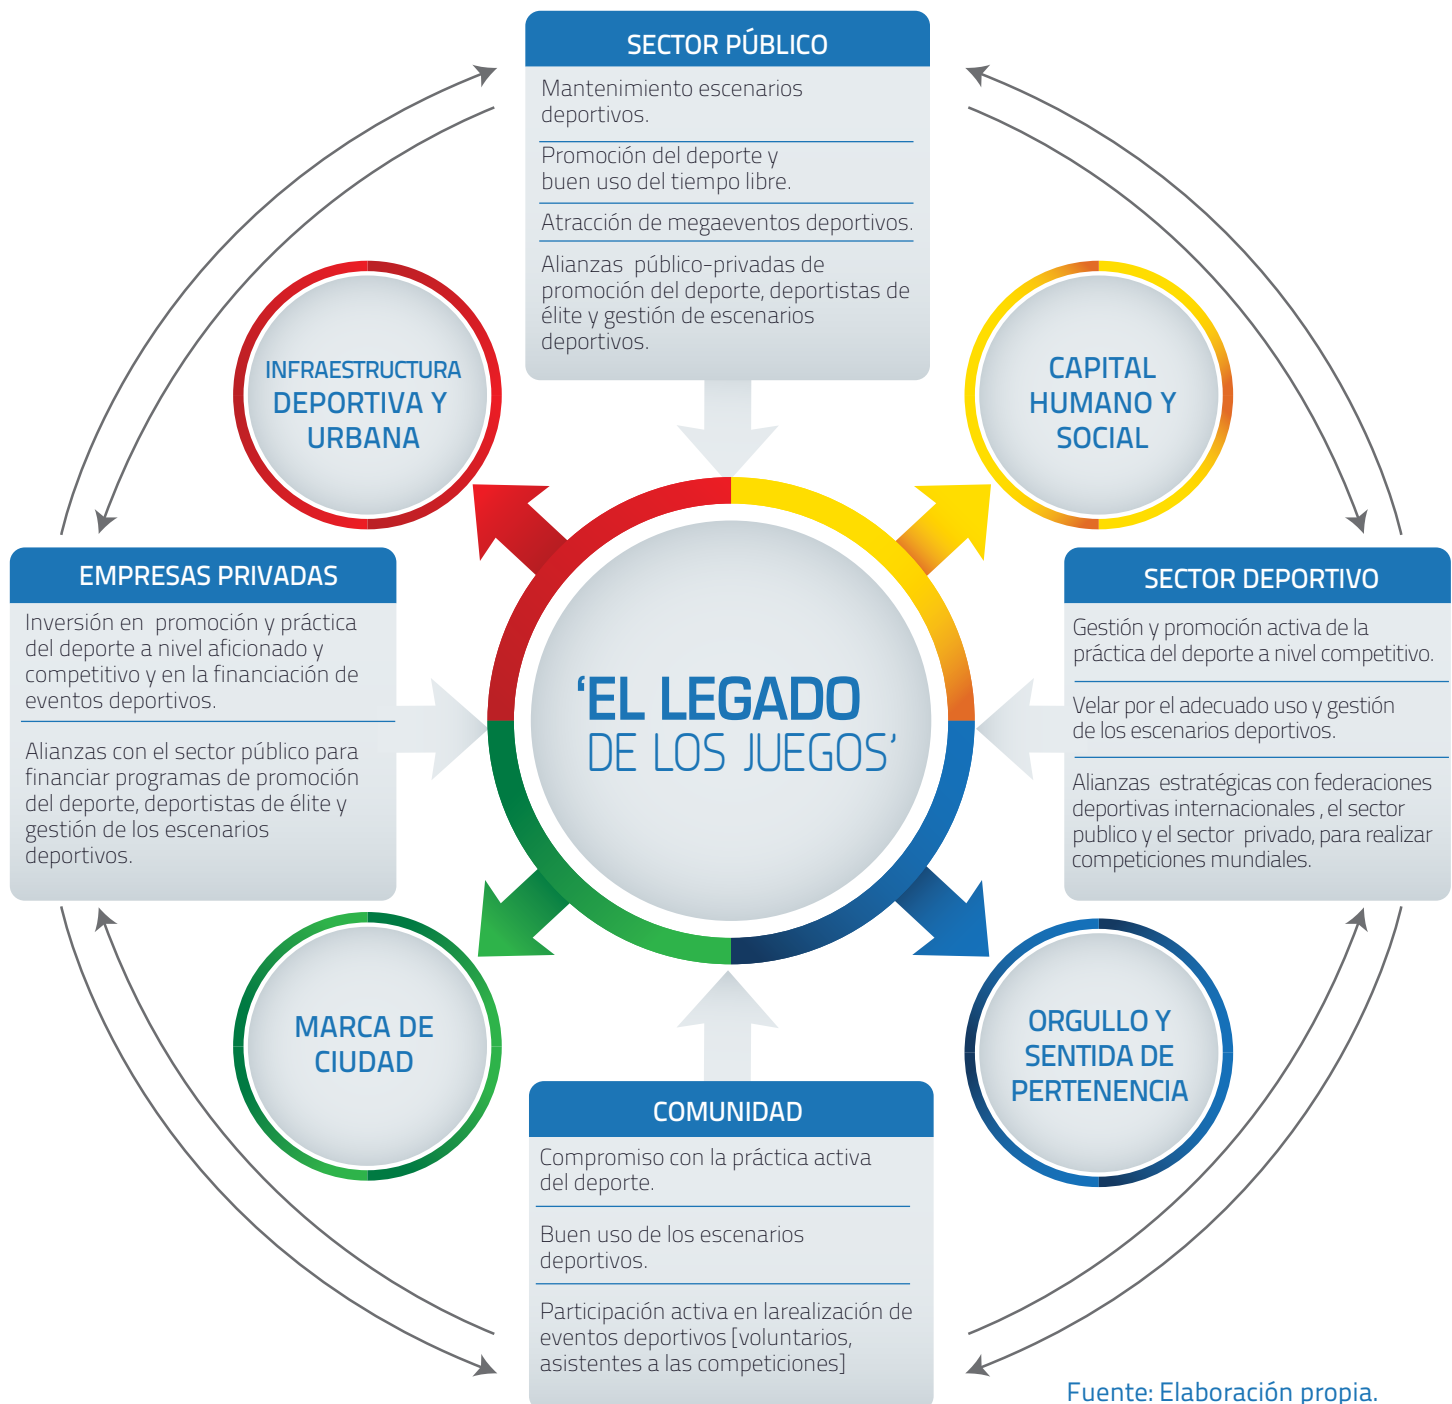 SECTOR PÚBLICO
Mantenimiento escenarios
deportivos.
Promoción del deporte y
buen uso del tiempo libre.
Atracción de megaeventos deportivos.
Alianzas público-privadas de
promoción del deporte, deportistas de
élite y gestión de escenarios
deportivos.
INFRAESTRUCTURA
DEPORTIVA Y
URBANA
CAPITAL
HUMANO Y
SOCIAL
EMPRESAS PRIVADAS
Inversión en promoción y práctica
del deporte a nivel aficionado y
competitivo y en la financiación de
eventos deportivos.
Alianzas con el sector público para
financiar programas de promoción
del deporte, deportistas de élite y
gestión de los escenarios
deportivos.
‘EL LEGADO
DE LOS JUEGOS’
SECTOR DEPORTIVO
Gestión y promoción activa de la
práctica del deporte a nivel competitivo.
Velar por el adecuado uso y gestión
de los escenarios deportivos.
Alianzas estratégicas con federaciones
deportivas internacionales , el sector
publico y el sector privado, para realizar
competiciones mundiales.
MARCA DE
CIUDAD
ORGULLO Y
SENTIDA DE
PERTENENCIA
COMUNIDAD
Compromiso con la práctica activa
del deporte.
Buen uso de los escenarios
deportivos.
Participación activa en larealización de
eventos deportivos [voluntarios,
asistentes a las competiciones]
Fuente: Elaboración propia.